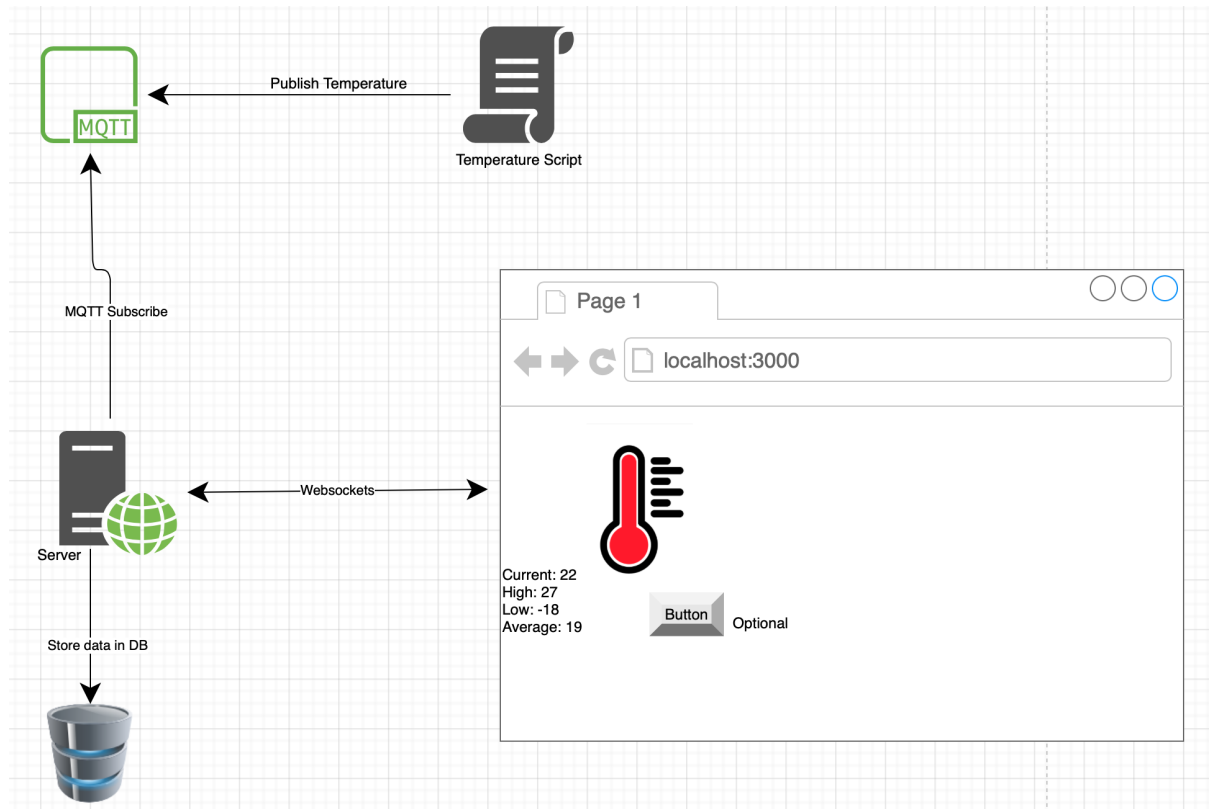 Publish Temperature
MQTT
Temperature Script
Page 1
MQTT Subscribe
localhost:3000
Websockets
Server
Current: 22
High: 27
Low: -18
Average: 19
Button
Optional
Store data in DB